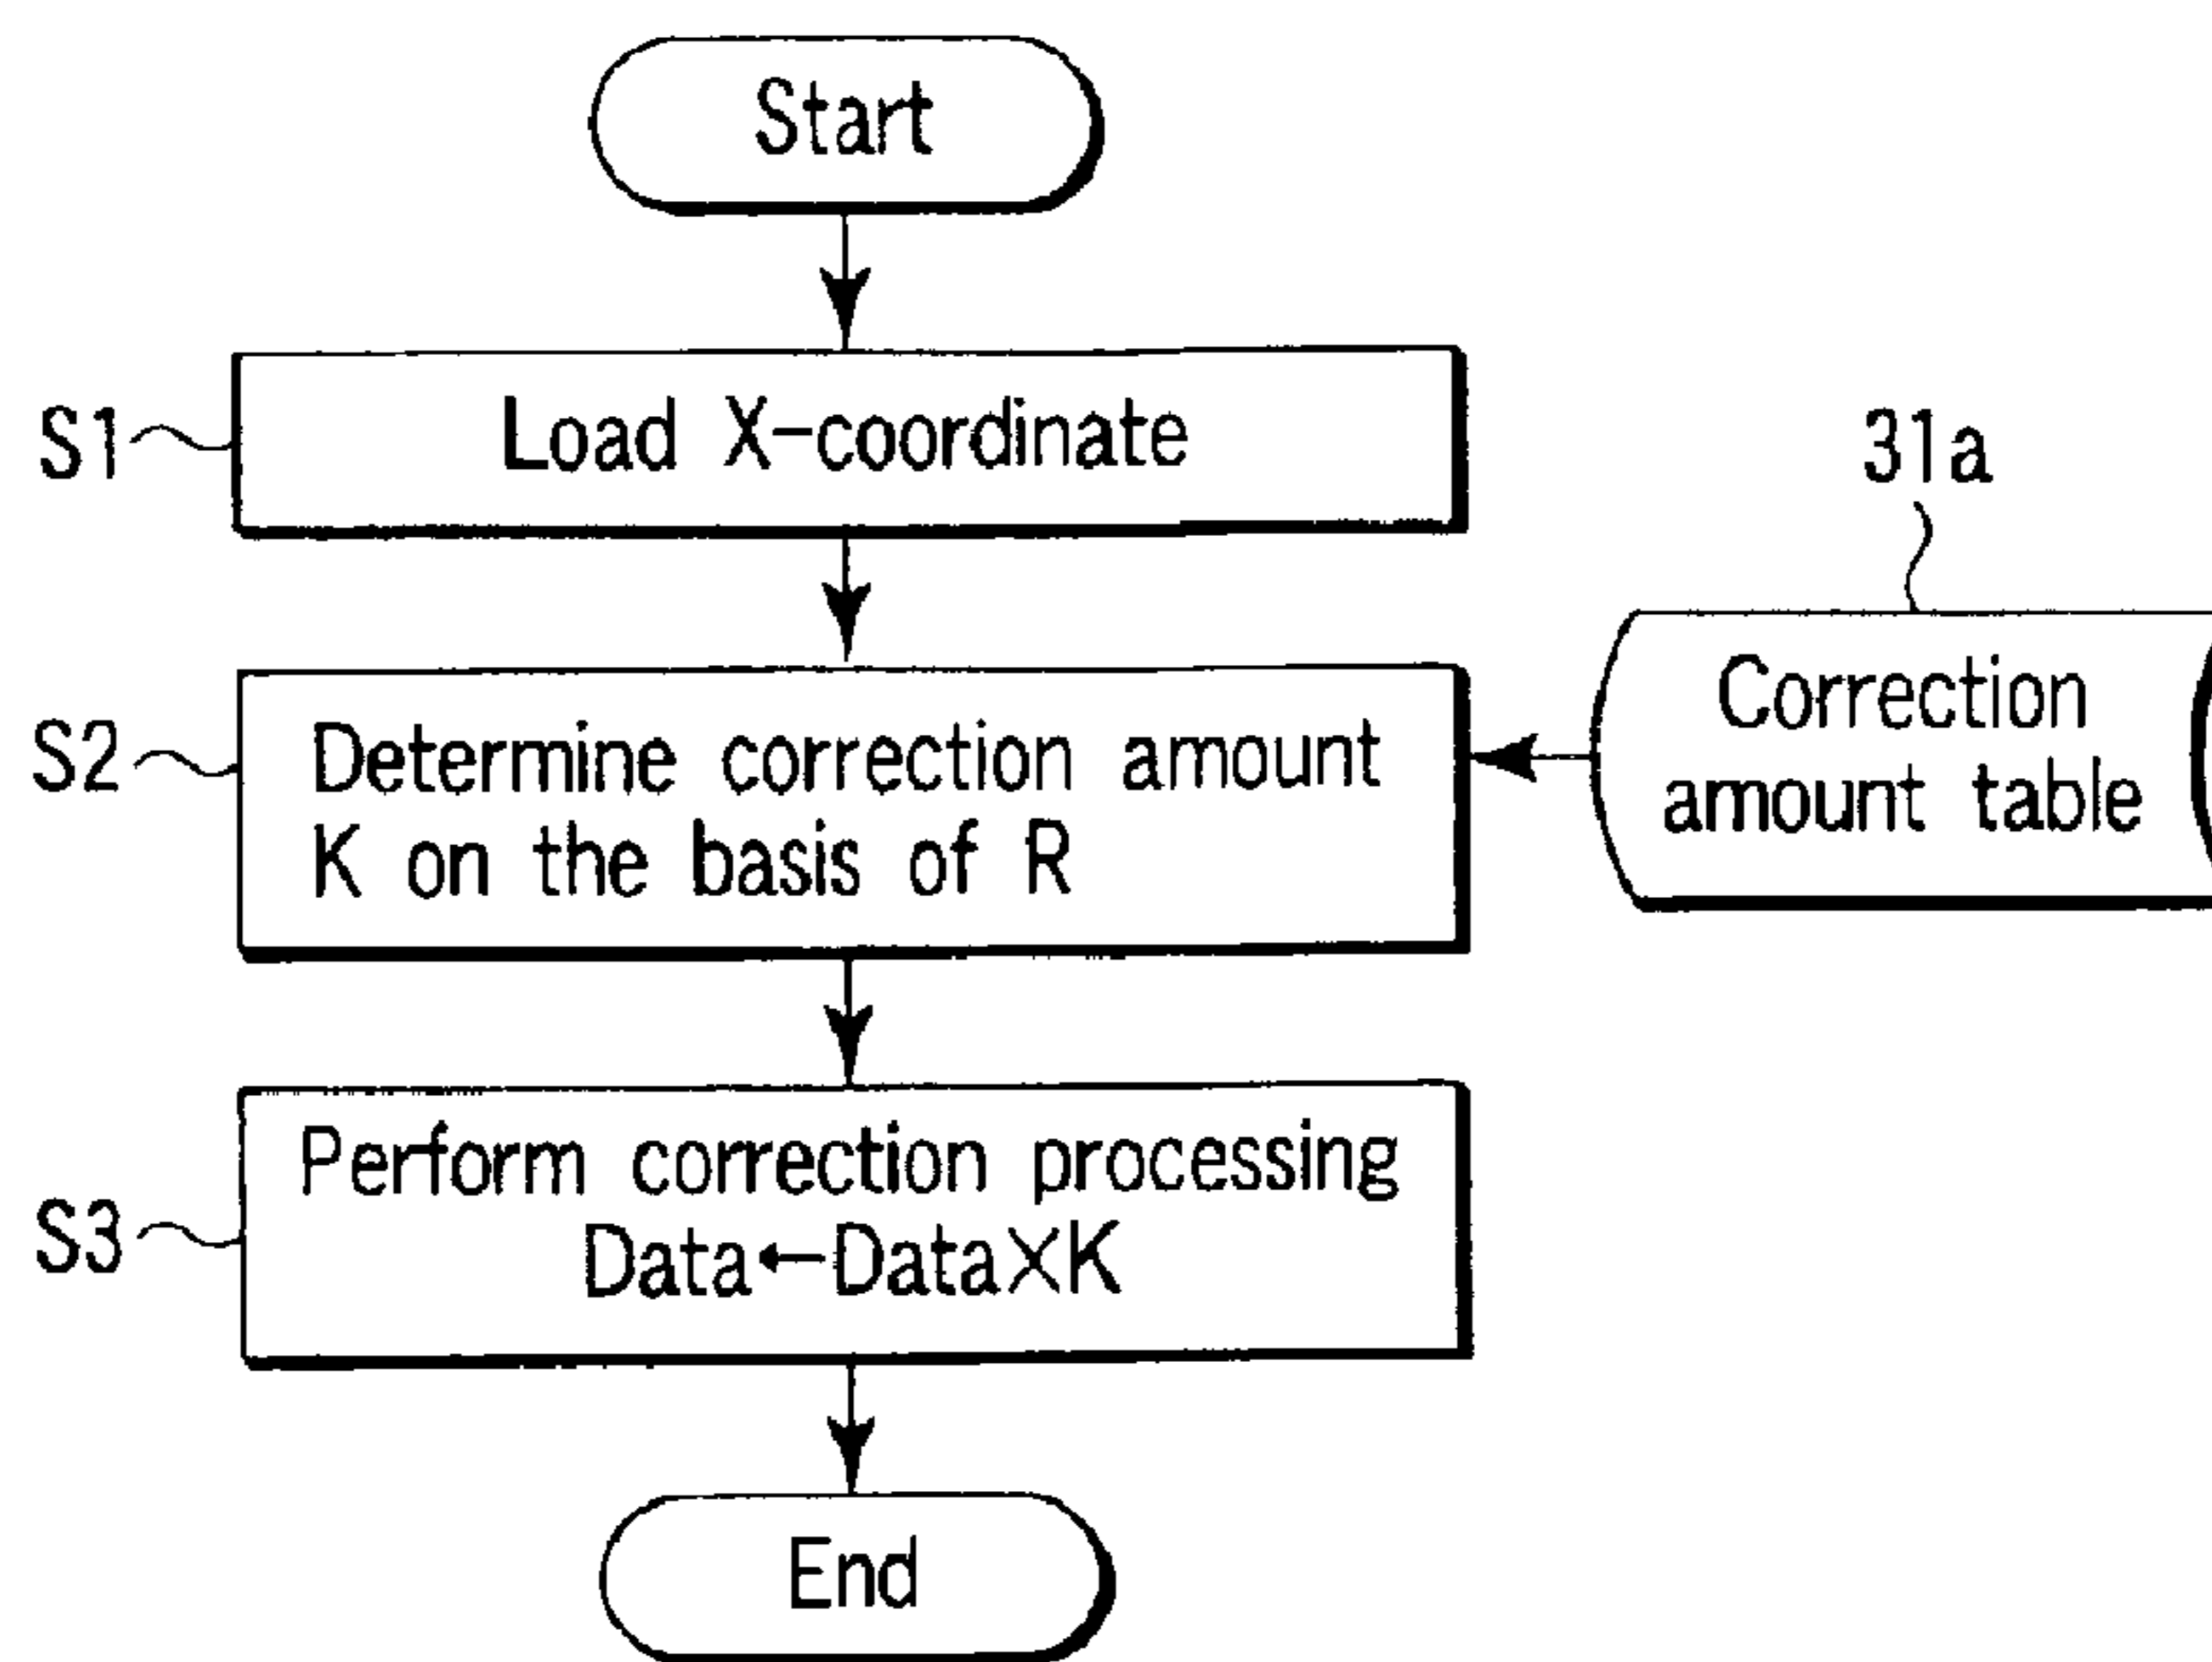 Start
S1
Load X-coordinate
31a
S2
Determine correction amount
K on the basis of R
Correction
amount table
S3
Perform correction processing
Data←Data×K
End